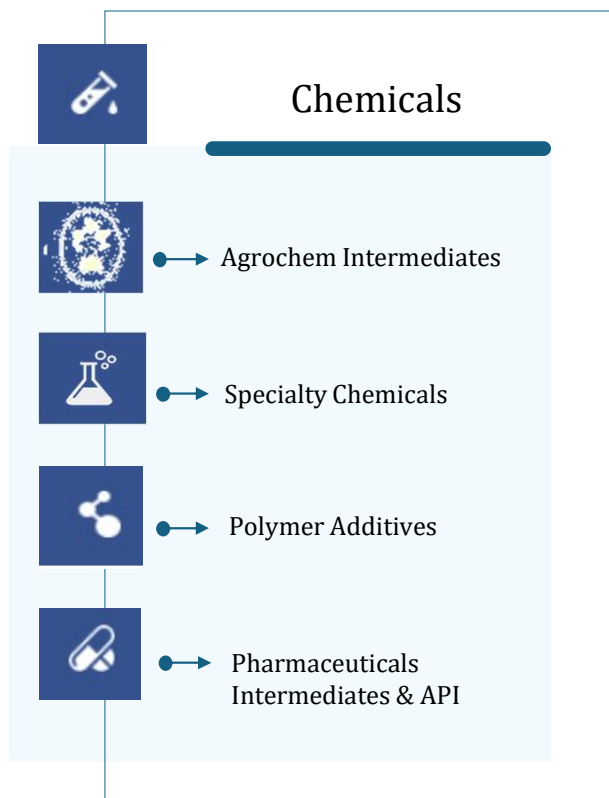 Chemicals
Agrochem Intermediates
Specialty Chemicals
Polymer Additives
Pharmaceuticals
Intermediates & API